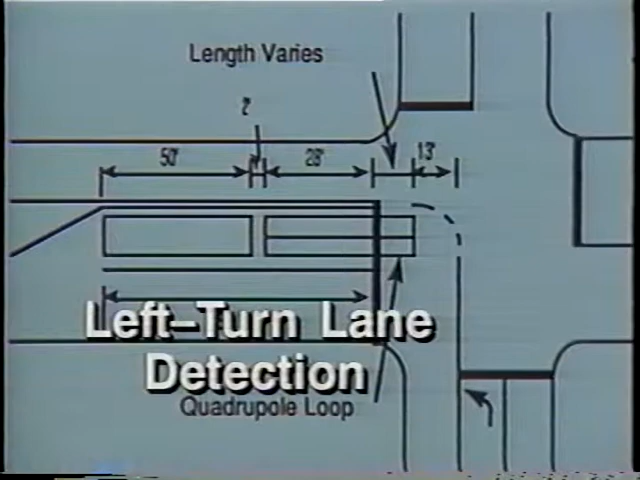 Length Varies
2'
50'
28'
13'
Left–Turn Lane
Detection
Quadrupole Loop